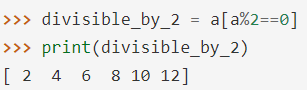 >>> divisible_by_2 = a[a%2==0]
>>> print(divisible_by_2)
[ 2  4  6  8 10 12]